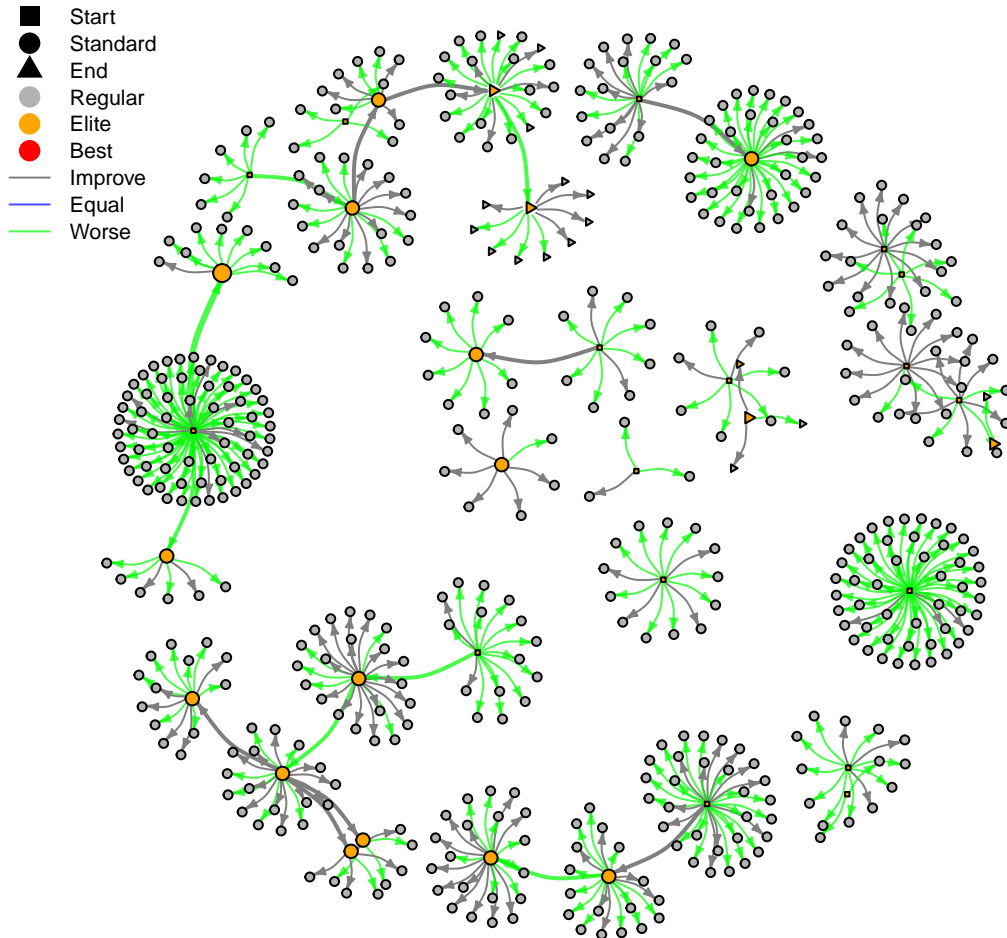 Start
Standard
End
Regular
Elite
Best
Improve
Equal
Worse